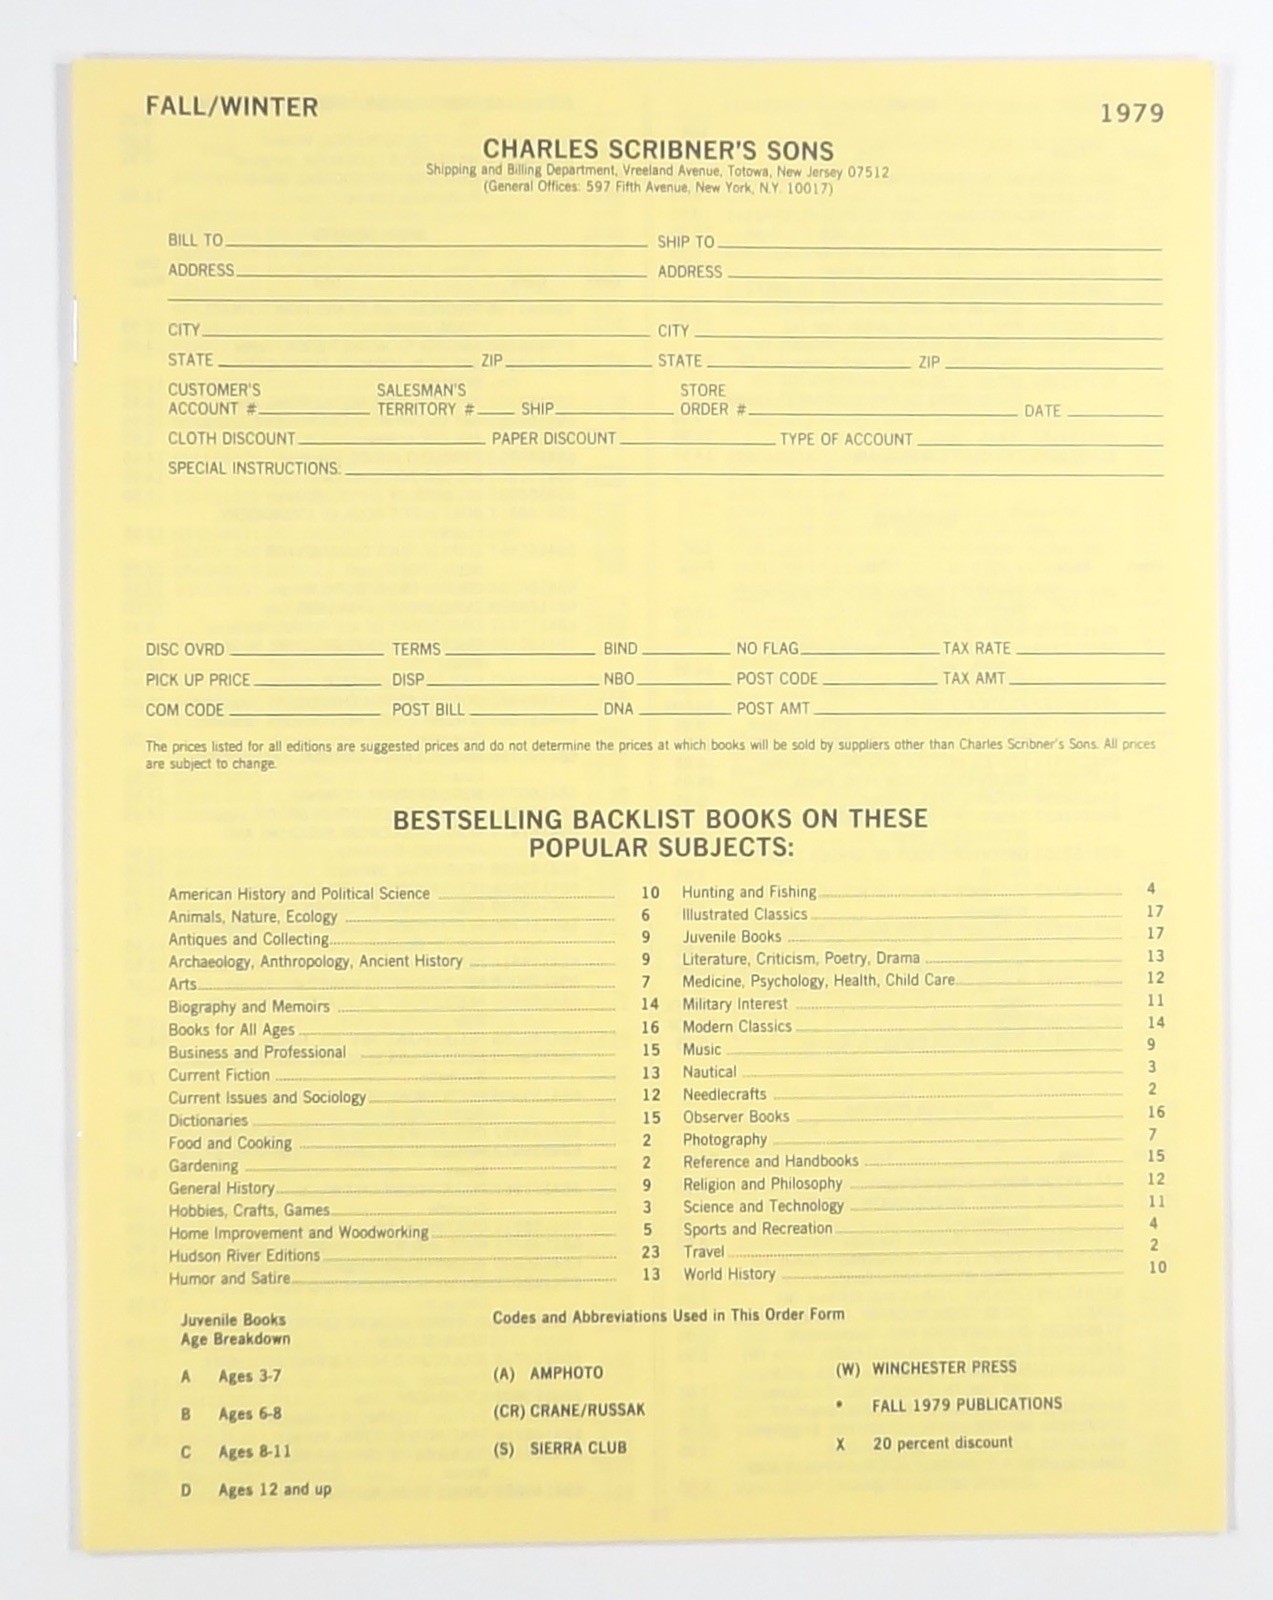 FALL/WINTER 1979
CHARLES SCRIBNER'S SONS
Shipping and Billing Department, Vreeland Avenue, Totowa, New Jersey 07512
(General Offices: 597 Fifth Avenue, New York, N.Y. 10017)
BILL TO SHIP TO
ADDRESS ADDRESS
CITY CITY
STATE ZIP STATE ZIP
CUSTOMER'S SALESMAN'S STORE
ACCOUNT # TERRITORY # SHIP ORDER # DATE
CLOTH DISCOUNT PAPER DISCOUNT TYPE OF ACCOUNT
SPECIAL INSTRUCTIONS:
DISC OVRD TERMS BIND NO FLAG TAX RATE
PICK UP PRICE DISP NBO POST CODE TAX AMT
COM CODE POST BILL DNA POST AMT
The prices listed for all editions are suggested prices and do not determine the prices at which books will be sold by suppliers other than Charles Scribner's Sons. All prices
are subject to change.
BESTSELLING BACKLIST BOOKS ON THESE
POPULAR SUBJECTS:
American History and Political Science 10
Animals, Nature, Ecology 6
Antiques and Collecting 9
Archaeology, Anthropology, Ancient History 9
Arts 7
Biography and Memoirs 14
Books for All Ages 16
Business and Professional 15
Current Fiction 13
Current Issues and Sociology 12
Dictionaries 15
Food and Cooking 2
Gardening 2
General History 9
Hobbies, Crafts, Games 3
Home Improvement and Woodworking 5
Hudson River Editions 23
Humor and Satire 13
Hunting and Fishing 4
Illustrated Classics 17
Juvenile Books 17
Literature, Criticism, Poetry, Drama 13
Medicine, Psychology, Health, Child Care 12
Military Interest 11
Modern Classics 14
Music 9
Nautical 3
Needlecrafts 2
Observer Books 16
Photography 7
Reference and Handbooks 15
Religion and Philosophy 12
Science and Technology 11
Sports and Recreation 4
Travel 2
World History 10
Juvenile Books
Age Breakdown
A Ages 3-7
B Ages 6-8
C Ages 8-11
D Ages 12 and up
Codes and Abbreviations Used in This Order Form
(A) AMPHOTO
(CR) CRANE/RUSSAK
(S) SIERRA CLUB
(W) WINCHESTER PRESS
• FALL 1979 PUBLICATIONS
X 20 percent discount